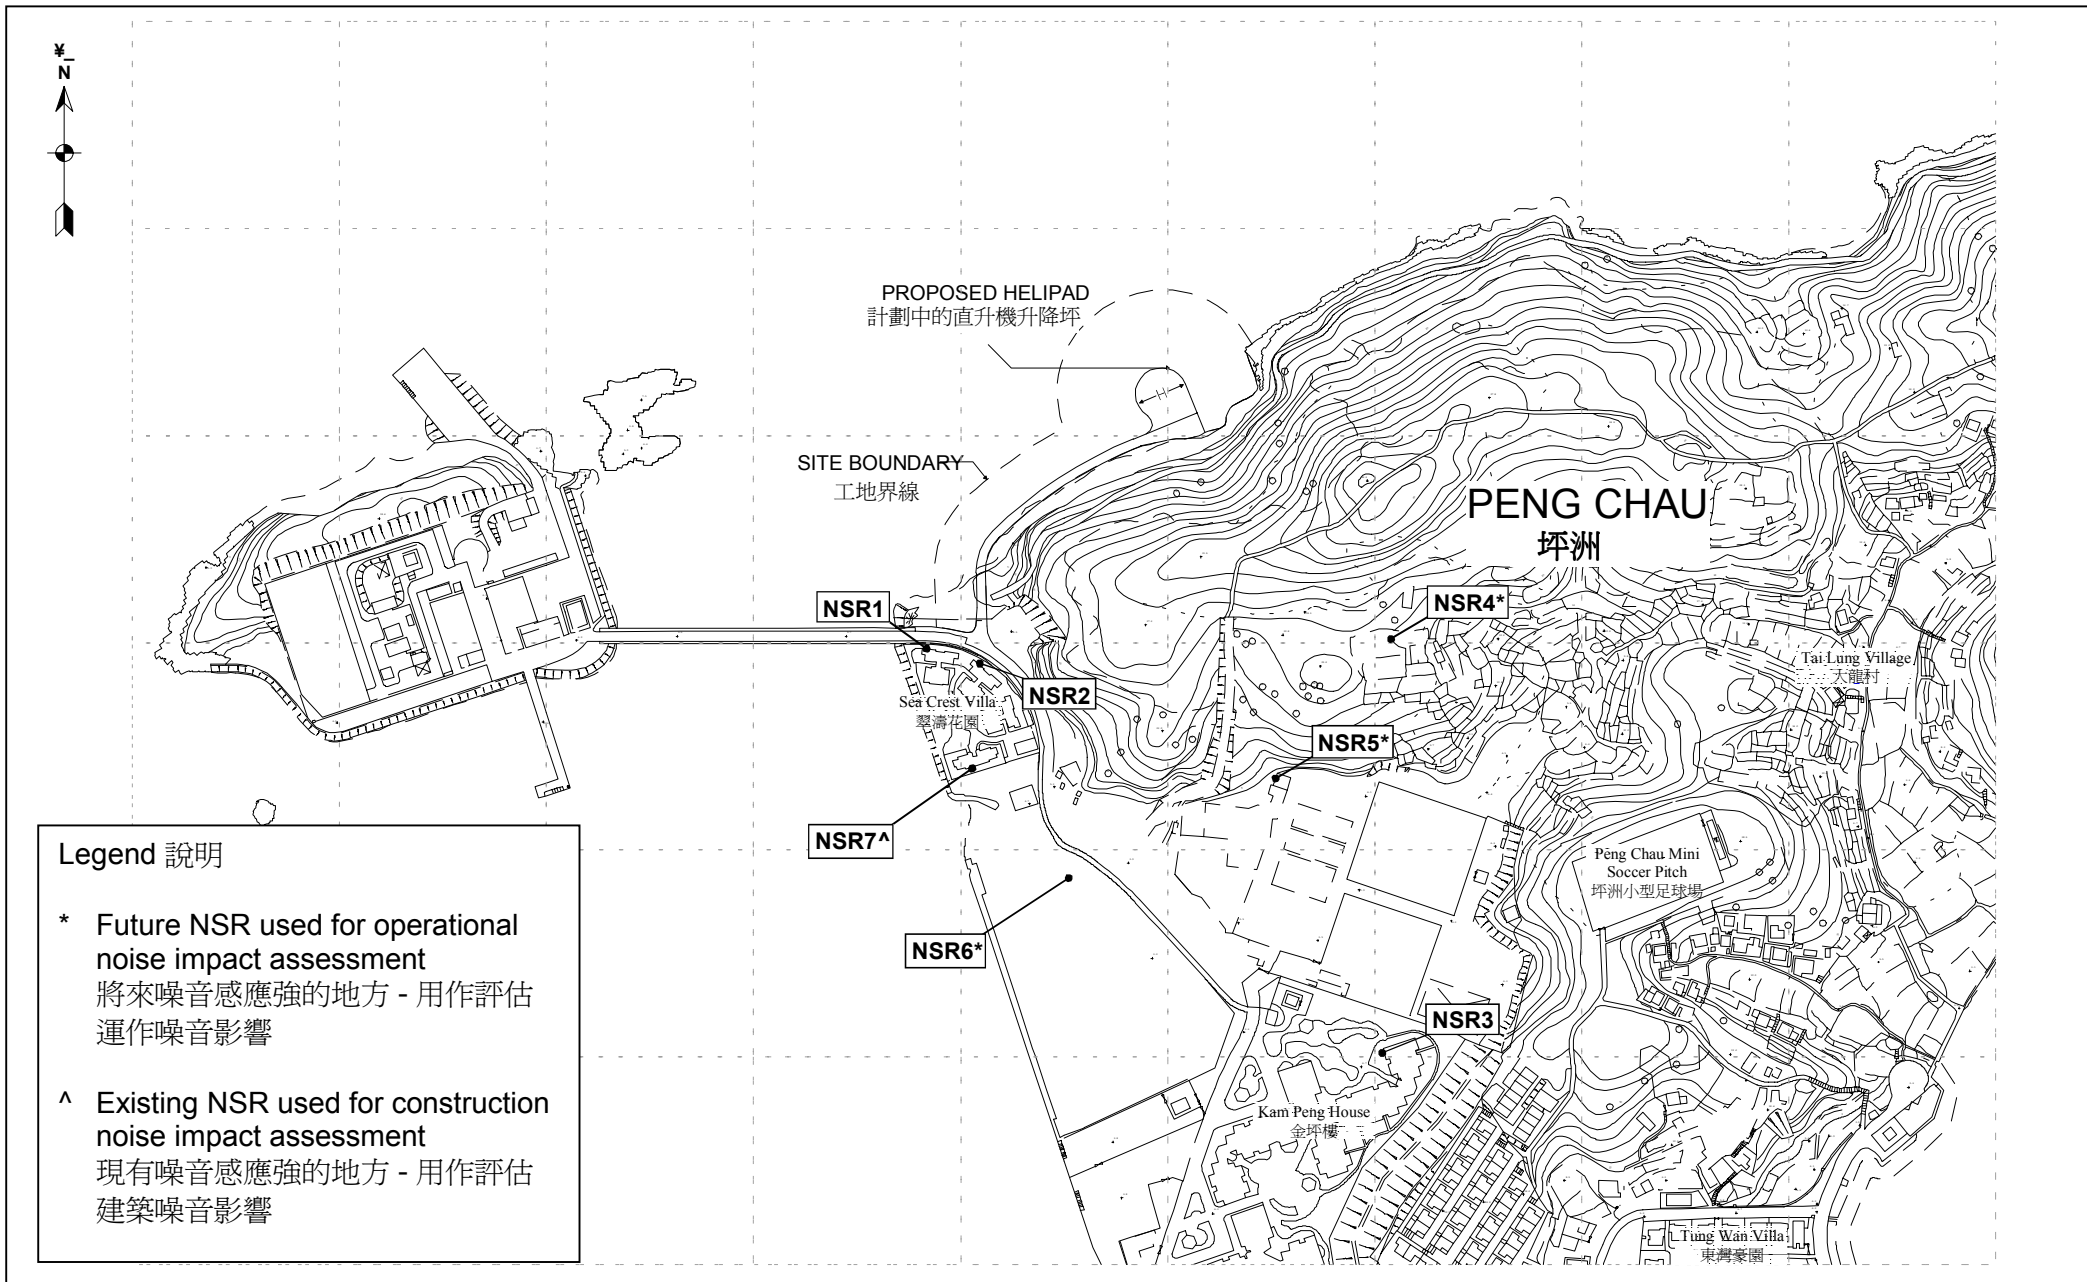 ¥_
N
PROPOSED HELIPAD
計劃中的直升機升降坪
H
SITE BOUNDARY
工地界線
PENG CHAU
坪洲
NSR1
NSR4*
Tai Lung Village
大龍村
NSR2
Sea Crest Villa
翠濤花園
NSR5*
NSR7^
Peng Chau Mini
Soccer Pitch
坪洲小型足球場
NSR6*
NSR3
Kam Peng House
金坪樓
Tung Wan Villa
東灣豪園
Legend 說明
* Future NSR used for operational
noise impact assessment
將來噪音感應強的地方 - 用作評估
運作噪音影響
^ Existing NSR used for construction
noise impact assessment
現有噪音感應強的地方 - 用作評估
建築噪音影響